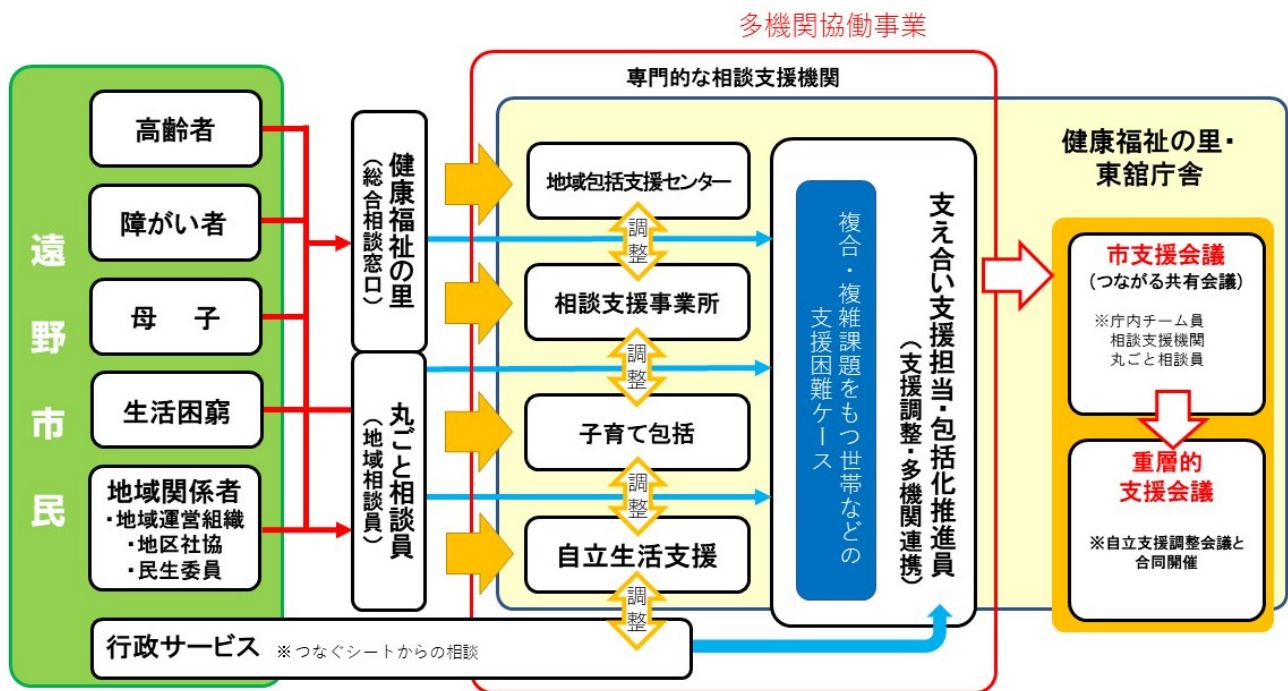 多機関協働事業
専門的な相談支援機関
遠野市民
高齢者
障がい者
母　子
生活困窮
地域関係者
・地域運営組織
・地区社協
・民生委員
行政サービス ※つなぐシートからの相談
健康福祉の里
（総合相談窓口）
丸ごと相談員
（地域相談員）
地域包括支援センター
調整
相談支援事業所
調整
子育て包括
調整
自立生活支援
調整
複合・複雑課題をもつ世帯などの
支援困難ケース
支え合い支援担当・包括化推進員
（支援調整・多機関連携）
健康福祉の里・
東舘庁舎
市支援会議
(つながる共有会議)
※庁内チーム員
相談支援機関
丸ごと相談員
重層的
支援会議
※自立支援調整会議と
合同開催